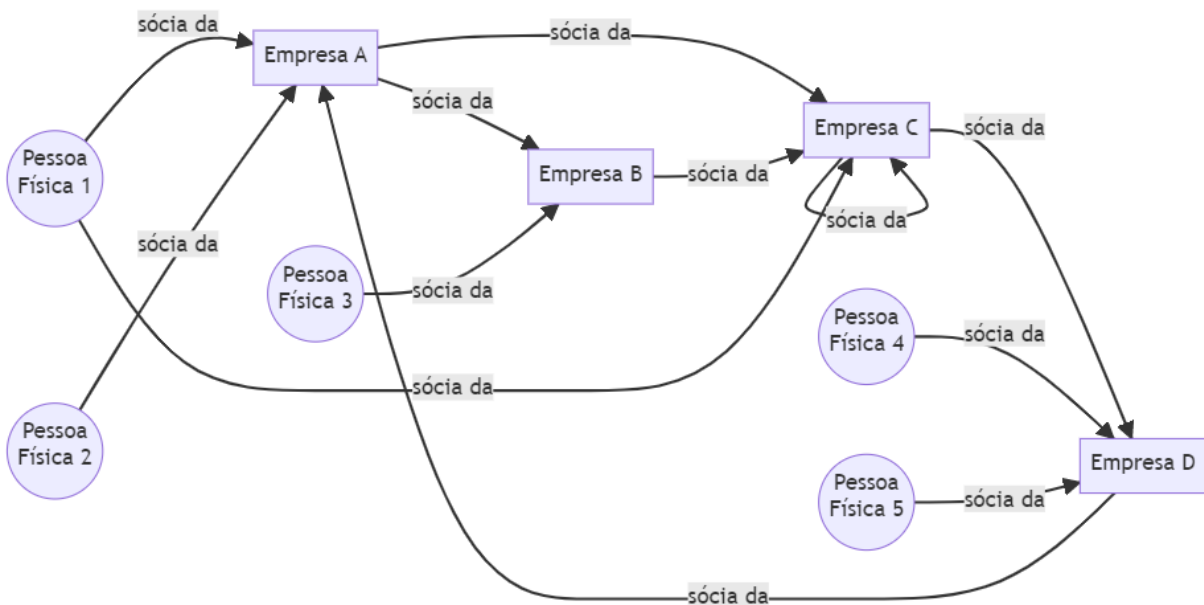 sócia da
Empresa A
sócia da
sócia da
Empresa C
sócia da
Pessoa
Física 1
Empresa B
sócia da
sócia da
sócia da
Pessoa
Física 3
sócia da
Pessoa
Física 4
sócia da
sócia da
Pessoa
Física 2
Empresa D
Pessoa
Física 5
sócia da
sócia da